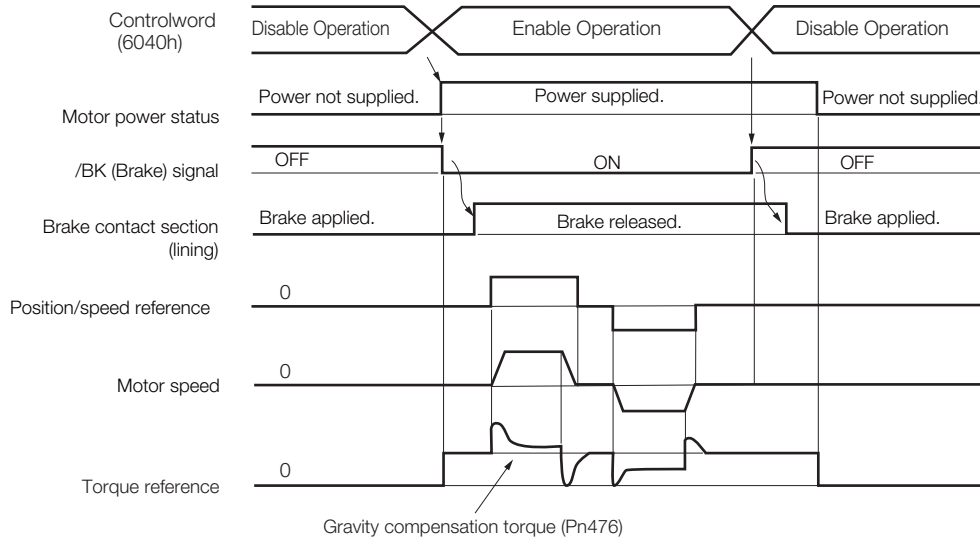 Controlword
(6040h)
Disable Operation
Enable Operation
Disable Operation
Motor power status
Power not supplied.
Power supplied.
Power not supplied.
/BK (Brake) signal
OFF
ON
OFF
Brake contact section
(lining)
Brake applied.
Brake released.
Brake applied.
Position/speed reference
0
Motor speed
0
Torque reference
0
Gravity compensation torque (Pn476)